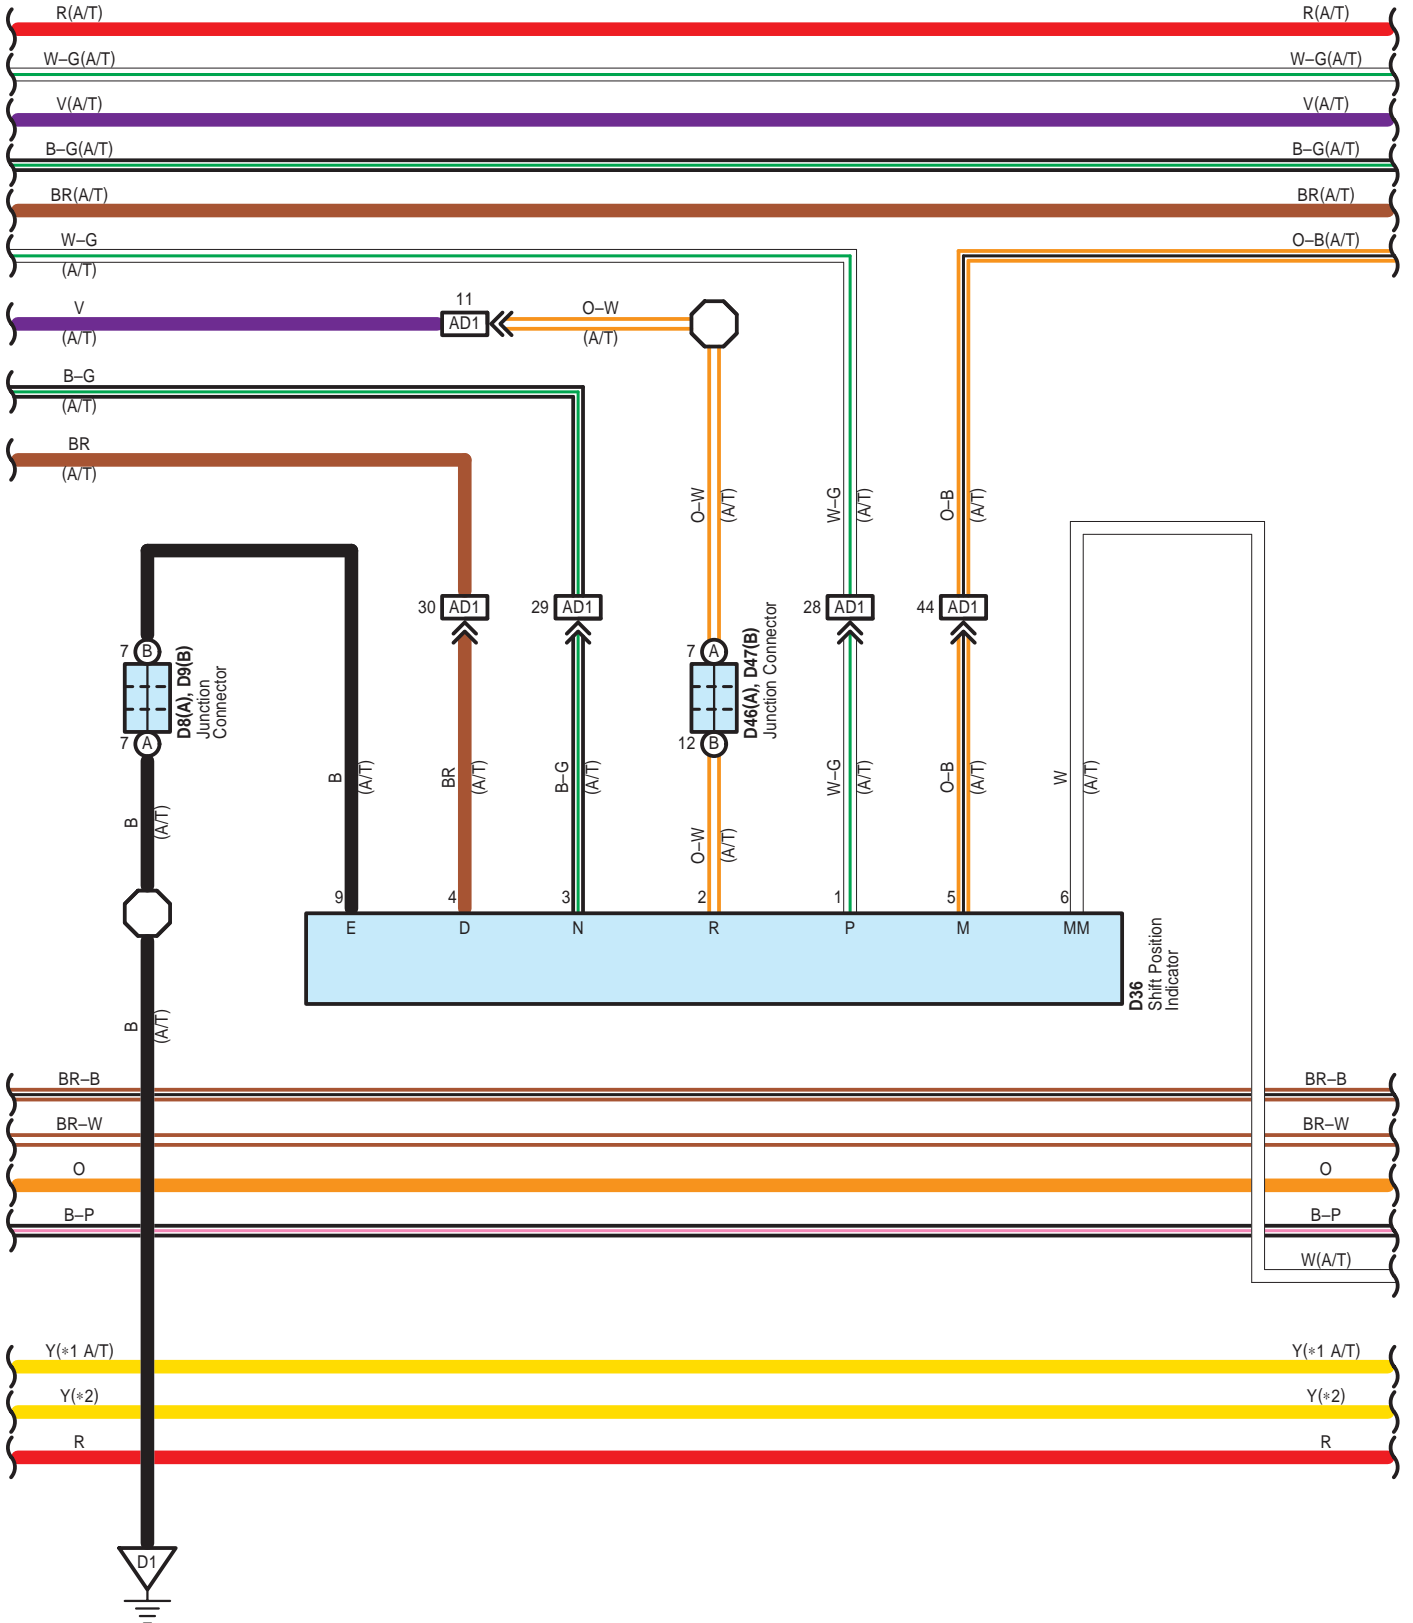 R(A/T) R(A/T)
W–G(A/T) W–G(A/T)
V(A/T) V(A/T)
B–G(A/T) B–G(A/T)
BR(A/T) BR(A/T)
W–G O–B(A/T)
(A/T)
11
V AD1 O–W
(A/T) (A/T)
B–G
(A/T)
BR
(A/T)
O–W
(A/T)
W–G
(A/T)
O–B
(A/T)
30 AD1
29 AD1
28 AD1
44 AD1
7 B
D8(A), D9(B)
Junction
Connector
7 A
7 A
D46(A), D47(B)
Junction Connector
12 B
B
(A/T)
B
(A/T)
BR
(A/T)
B–G
(A/T)
O–W
(A/T)
W–G
(A/T)
O–B
(A/T)
W
(A/T)
9 4 3 2 1 5 6
E D N R P M MM
D36
Shift Position
Indicator
B
(A/T)
BR–B BR–B
BR–W BR–W
O O
B–P B–P
W(A/T)
Y(*1 A/T) Y(*1 A/T)
Y(*2) Y(*2)
R R
D1